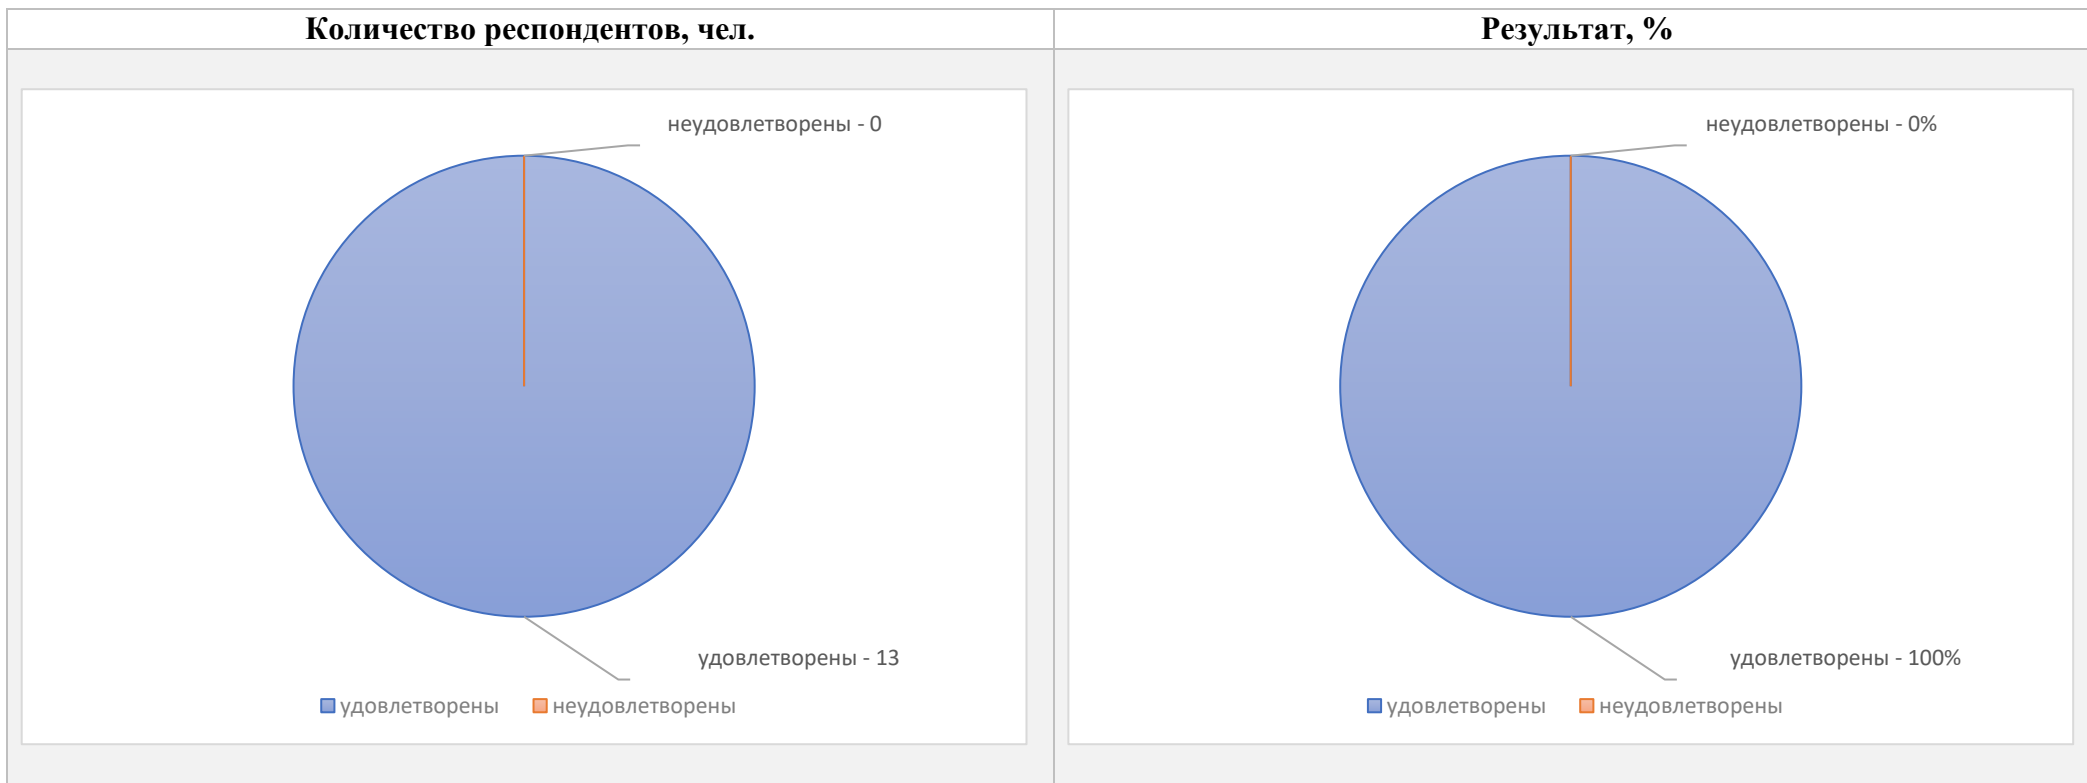 Количество респондентов, чел.
Результат, %
неудовлетворены - 0
удовлетворены - 13
удовлетворены неудовлетворены
неудовлетворены - 0%
удовлетворены - 100%
удовлетворены неудовлетворены